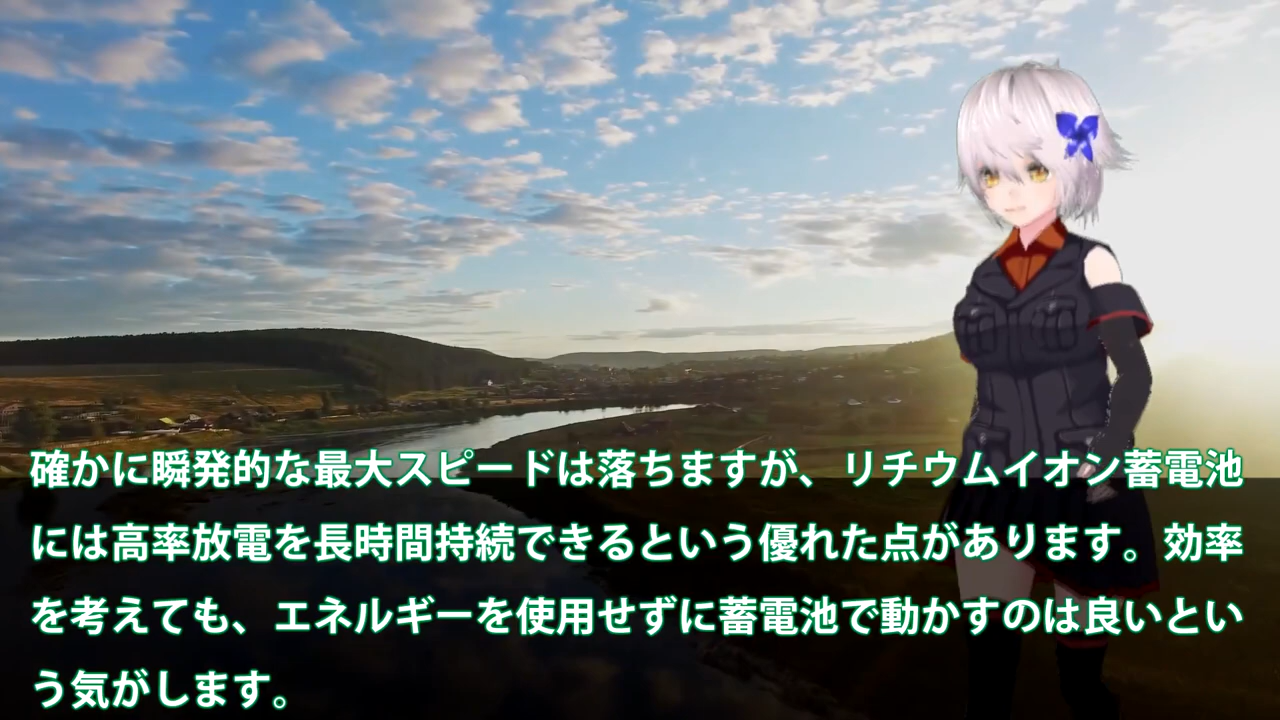 確かに瞬発的な最大スピードは落ちますが、リチウムイオン蓄電池
には高率放電を長時間持続できるという優れた点があります。効率
を考えても、エネルギーを使用せずに蓄電池で動かすのは良いとい
う気がします。